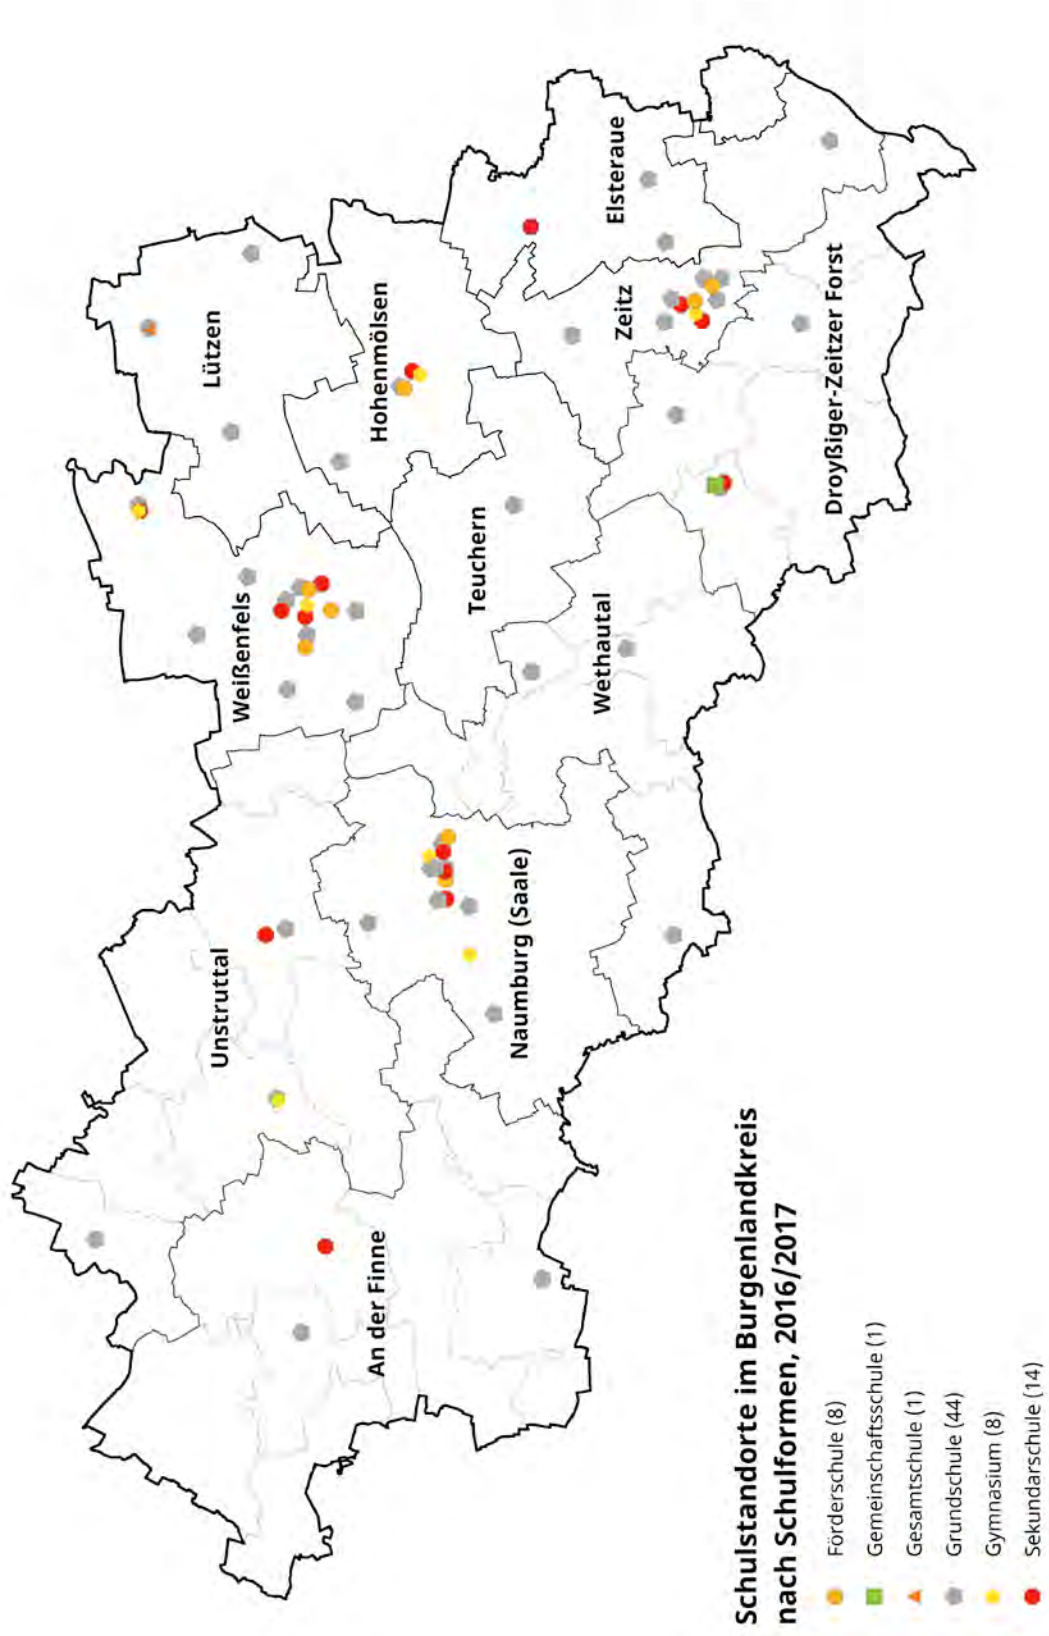 Lützen
Hohenmölsen
Elsteraue
Zeitz
Droyßiger-Zeitzer Forst
Weißenfels
Teuchern
Wethautal
Unstruttal
Naumburg (Saale)
An der Finne
Schulstandorte im Burgenlandkreis
nach Schulformen, 2016/2017
Förderschule (8)
Gemeinschaftsschule (1)
Gesamtschule (1)
Grundschule (44)
Gymnasium (8)
Sekundarschule (14)